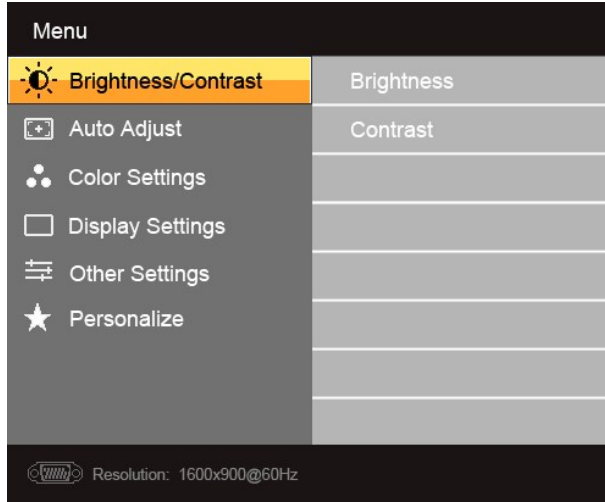 Menu
Brightness/Contrast
Brightness
Auto Adjust
Contrast
Color Settings
Display Settings
Other Settings
Personalize
Resolution: 1600x900@60Hz